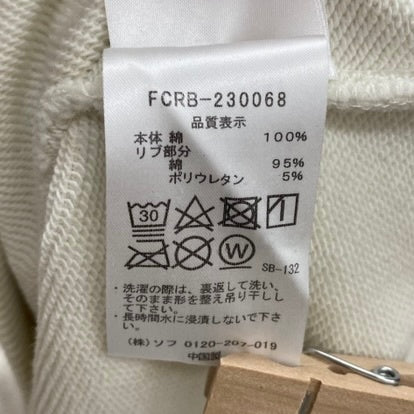 FCRB-230068
品質表示
本体 綿 100%
リブ部分
綿 95%
ポリウレタン 5%
30
W
SB-132
・洗濯の際は、裏返して洗い、
そのまま形を整え吊り干しし
て下さい。
・長時間水に浸漬しないで下さ
い。
(株) ソフ 0120-207-019
中国製